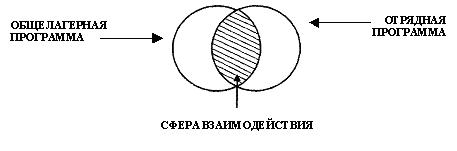 ОБЩЕЛАГЕРНАЯ
ПРОГРАММА
ОТРЯДНАЯ
ПРОГРАММА
СФЕРА ВЗАИМОДЕЙСТВИЯ